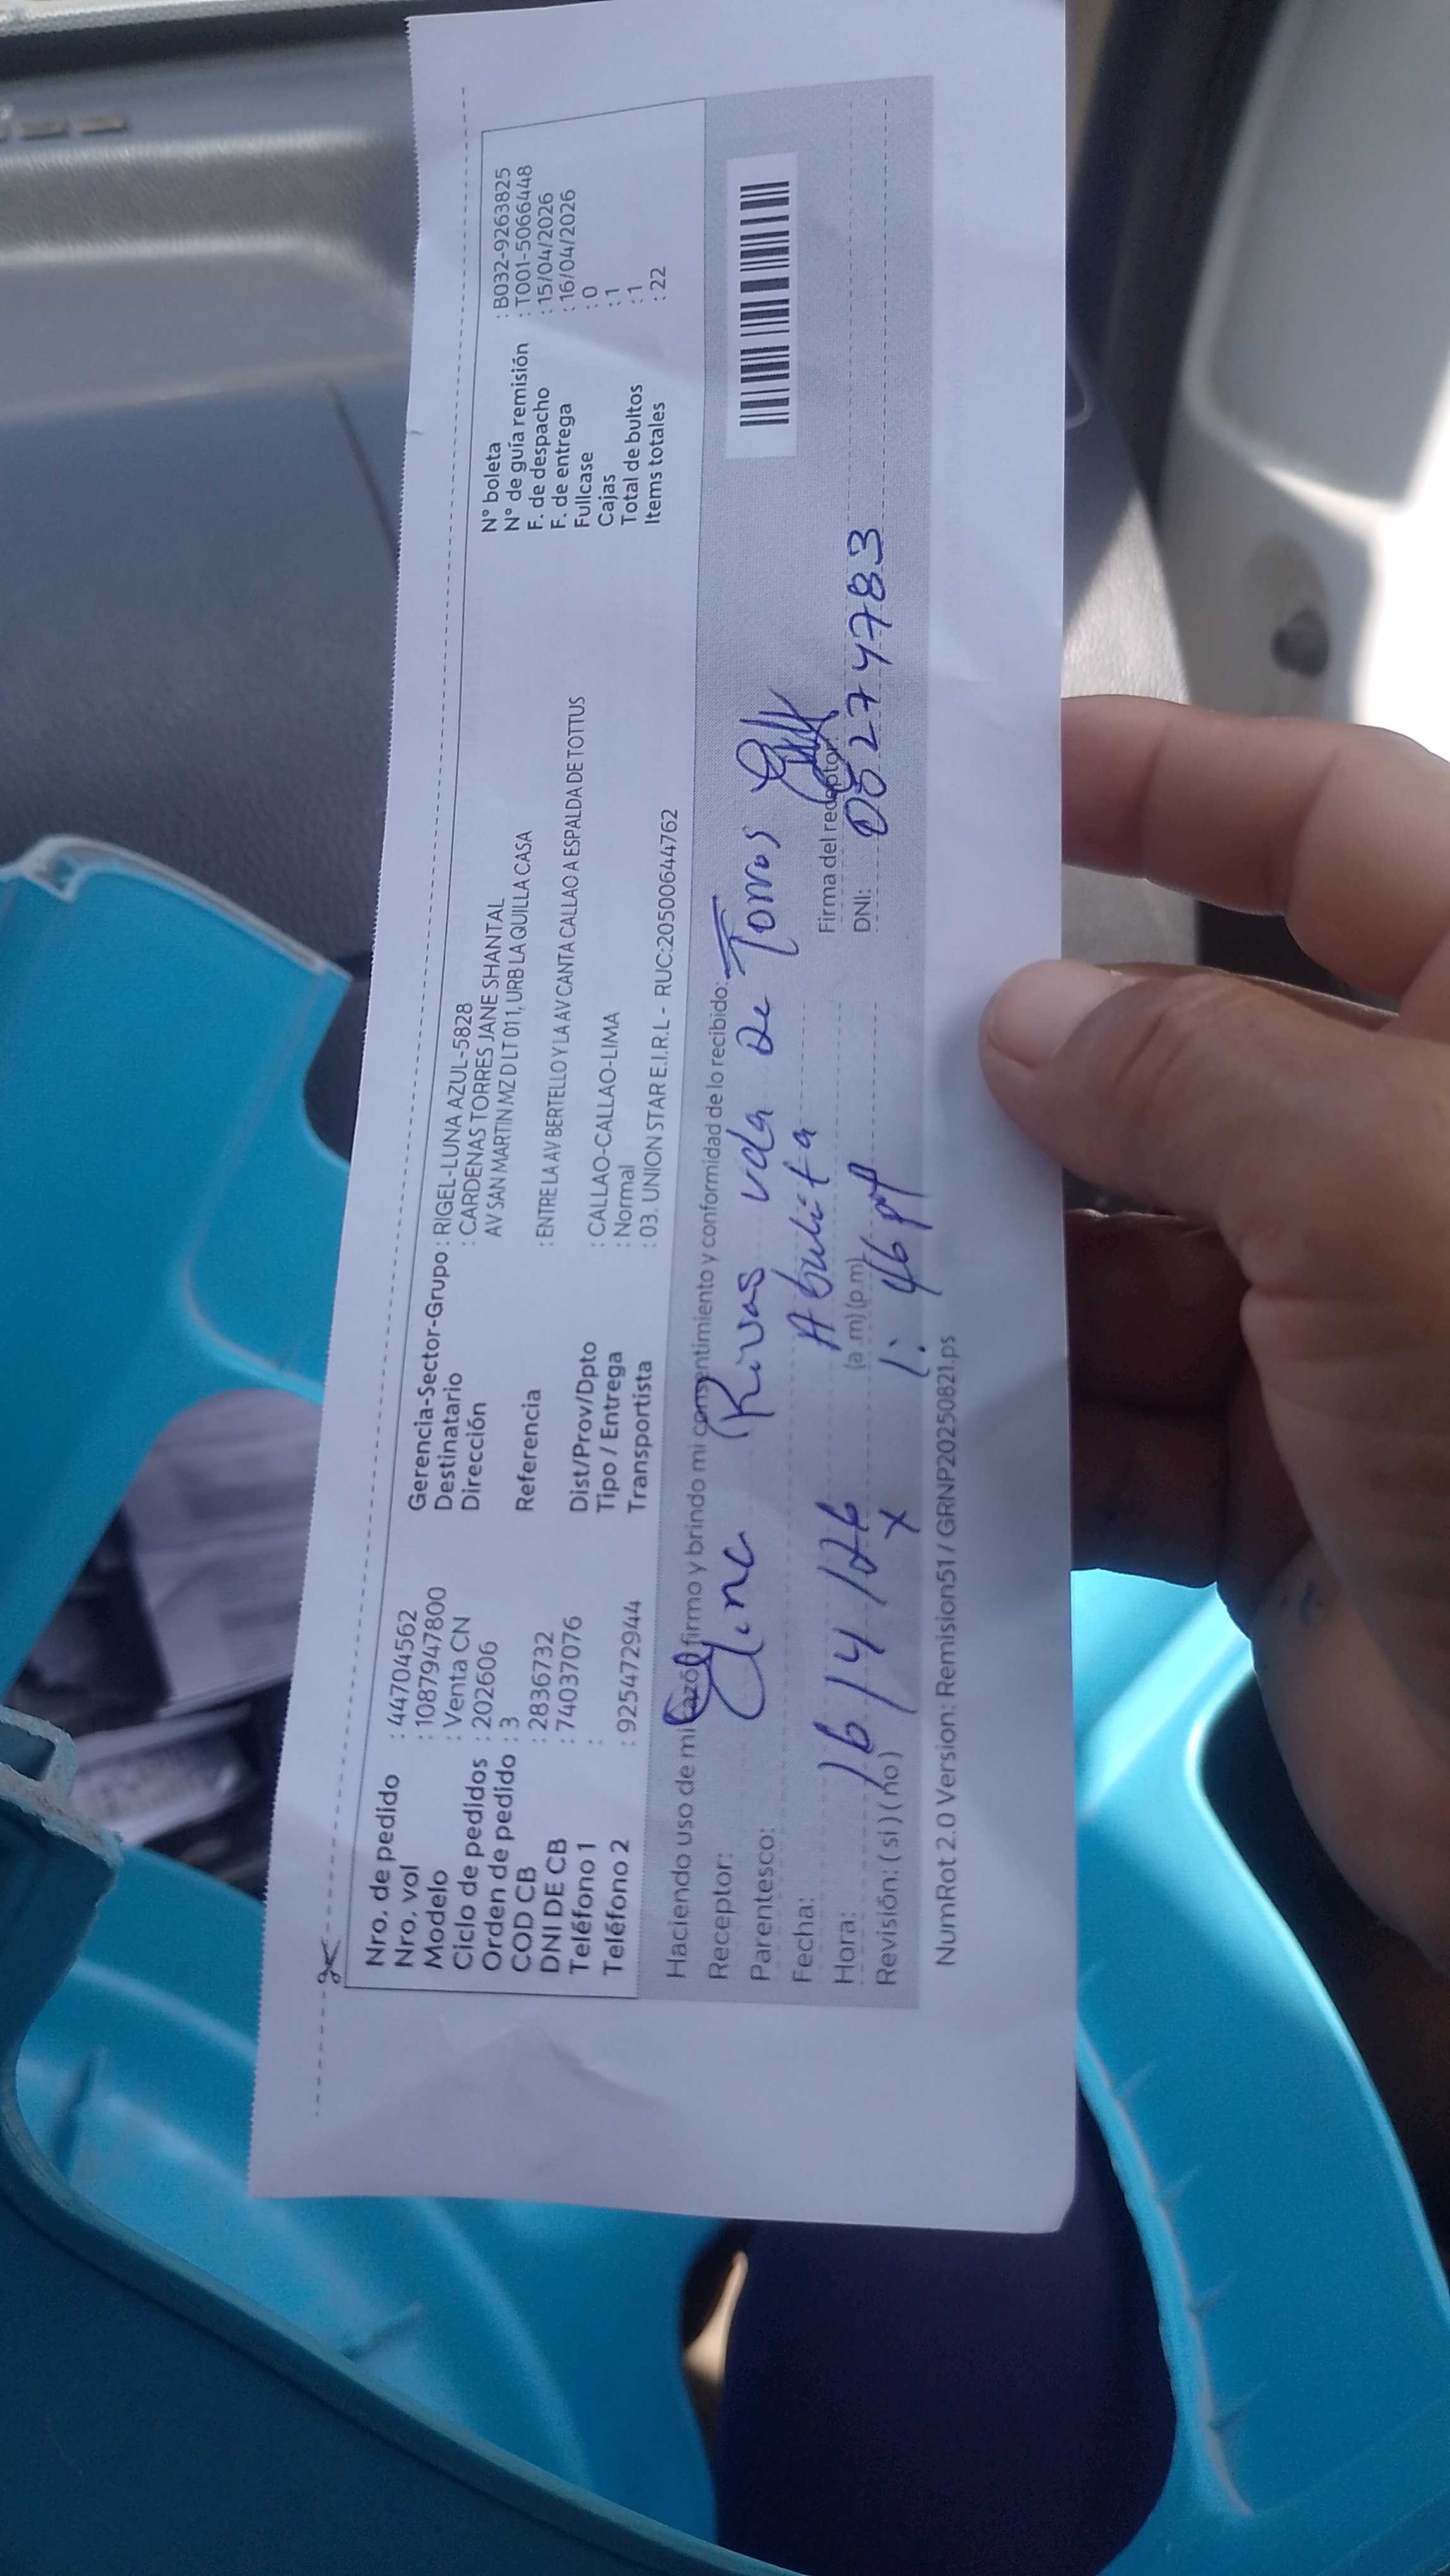 Nro. de pedido : 44704562
Nro. vol : 1087947800
Modelo : Venta CN
Ciclo de pedidos : 202606
Orden de pedido : 3
COD CB : 2836732
DNI DE CB : 74037076
Teléfono 1 :
Teléfono 2 : 925472944
Gerencia-Sector-Grupo : RIGEL-LUNA AZUL-5828
Destinatario : CARDENAS TORRES JANE SHANTAL
Dirección AV SAN MARTIN MZ D LT 011, URB LA QUILLA CASA
Referencia : ENTRE LA AV BERTELLO Y LA AV CANTA CALLAO A ESPALDA DE TOTTUS
Dist/Prov/Dpto : CALLAO-CALLAO-LIMA
Tipo / Entrega : Normal
Transportista : 03. UNION STAR E.I.R.L - RUC:20500644762
N° boleta : B032-9263825
N° de guía remisión : T001-5066448
F. de despacho : 15/04/2026
F. de entrega : 16/04/2026
Fullcase : 0
Cajas : 1
Total de bultos : 1
Items totales : 22
Haciendo uso de mi razón firmo y brindo mi consentimiento y conformidad de lo recibido:
Receptor: Rivas vda De Torres
Parentesco: Abulita
Fecha: 16/4/26
Hora: (a.m) (p.m) 1:46
Revisión: ( si ) ( no ) x
Firma del receptor:
DNI: 08274783
NumRot 2.0 Version: Remision51 / GRNP20250821.ps